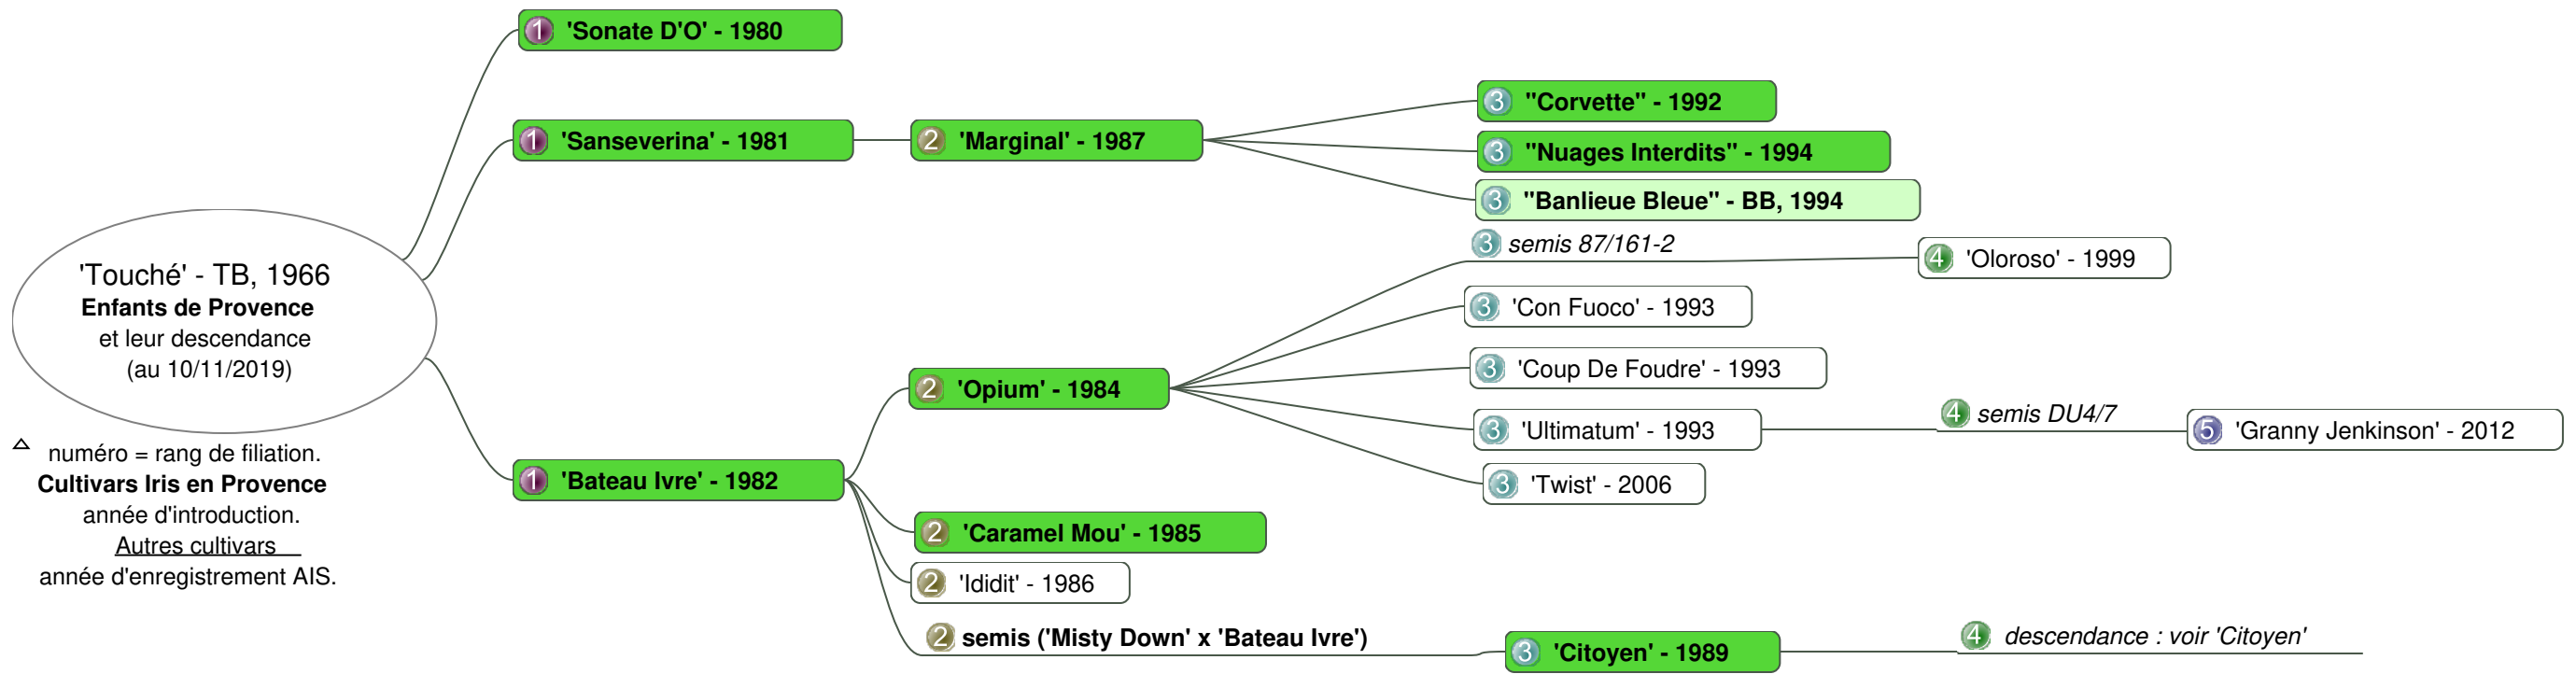 1 'Sonate D'O' - 1980
3 "Corvette" - 1992
1 'Sanseverina' - 1981
2 'Marginal' - 1987
3 "Nuages Interdits" - 1994
3 "Banlieue Bleue" - BB, 1994
3 semis 87/161-2
4 'Oloroso' - 1999
'Touché' - TB, 1966
Enfants de Provence
et leur descendance
(au 10/11/2019)
3 'Con Fuoco' - 1993
3 'Coup De Foudre' - 1993
2 'Opium' - 1984
3 'Ultimatum' - 1993
4 semis DU4/7
5 'Granny Jenkinson' - 2012
3 'Twist' - 2006
numéro = rang de filiation.
Cultivars Iris en Provence
année d'introduction.
Autres cultivars
année d'enregistrement AIS.
1 'Bateau Ivre' - 1982
2 'Caramel Mou' - 1985
2 'Ididit' - 1986
2 semis ('Misty Down' x 'Bateau Ivre')
3 'Citoyen' - 1989
4 descendance : voir 'Citoyen'